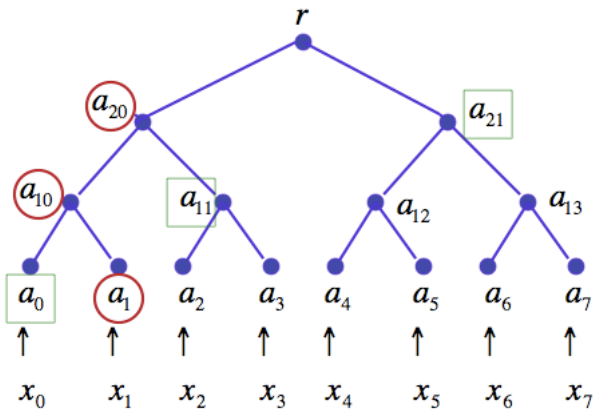 r
a₂₀ a₂₁
a₁₀ a₁₁ a₁₂ a₁₃
a₀ a₁ a₂ a₃ a₄ a₅ a₆ a₇
↑ ↑ ↑ ↑ ↑ ↑ ↑ ↑
x₀ x₁ x₂ x₃ x₄ x₅ x₆ x₇